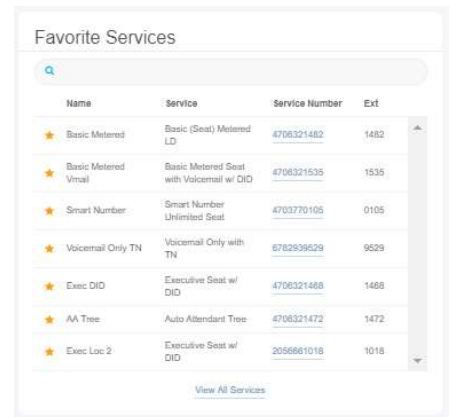 Favorite Services
Name Service Service Number Ext
Basic Metered Basic (Seat) Metered LD 4706321482 1482
Basic Metered Vmail Basic Metered Seat with Voicemail w/ DID 4706321535 1535
Smart Number Smart Number Unlimited Seat 4703770105 0105
Voicemail Only TN Voicemail Only with TN 6782939529 9529
Exec DID Executive Seat w/ DID 4706321468 1468
AA Tree Auto Attendant Tree 4706321472 1472
Exec Loc 2 Executive Seat w/ DID 2056661018 1018
View All Services